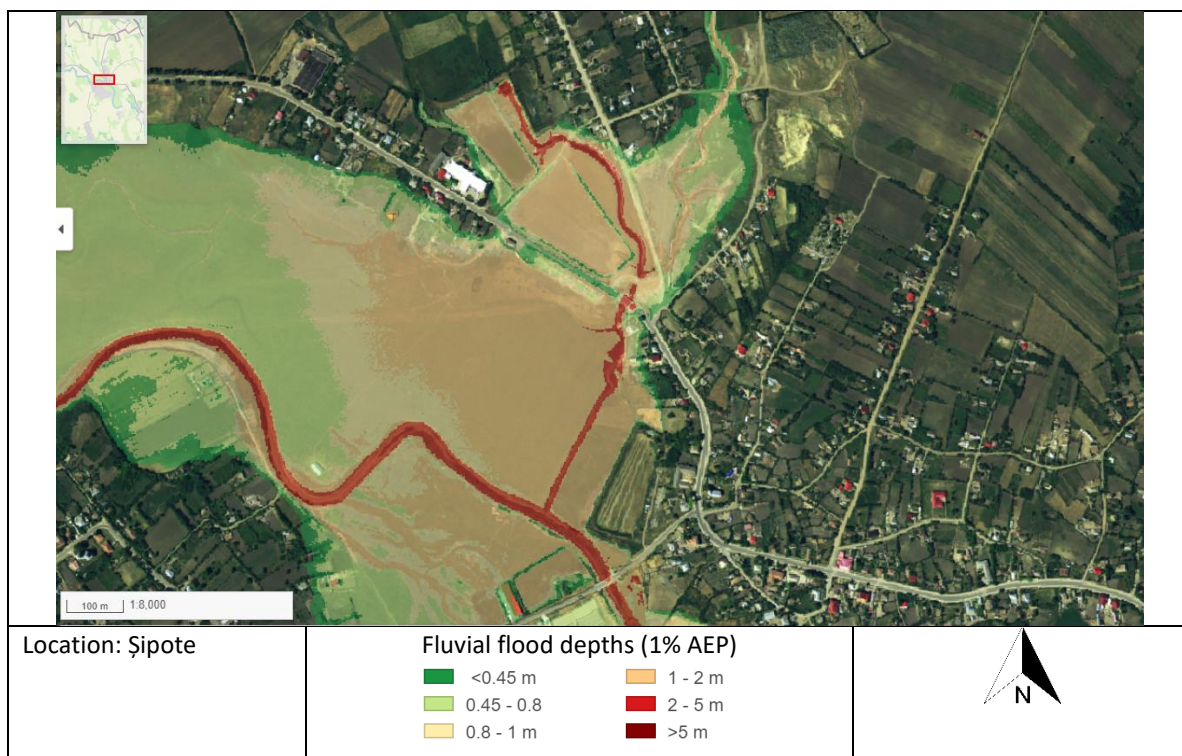 100 m 1:8,000
Location: Șipote
Fluvial flood depths (1% AEP)
<0.45 m
1 - 2 m
0.45 - 0.8
2 - 5 m
0.8 - 1 m
>5 m
N